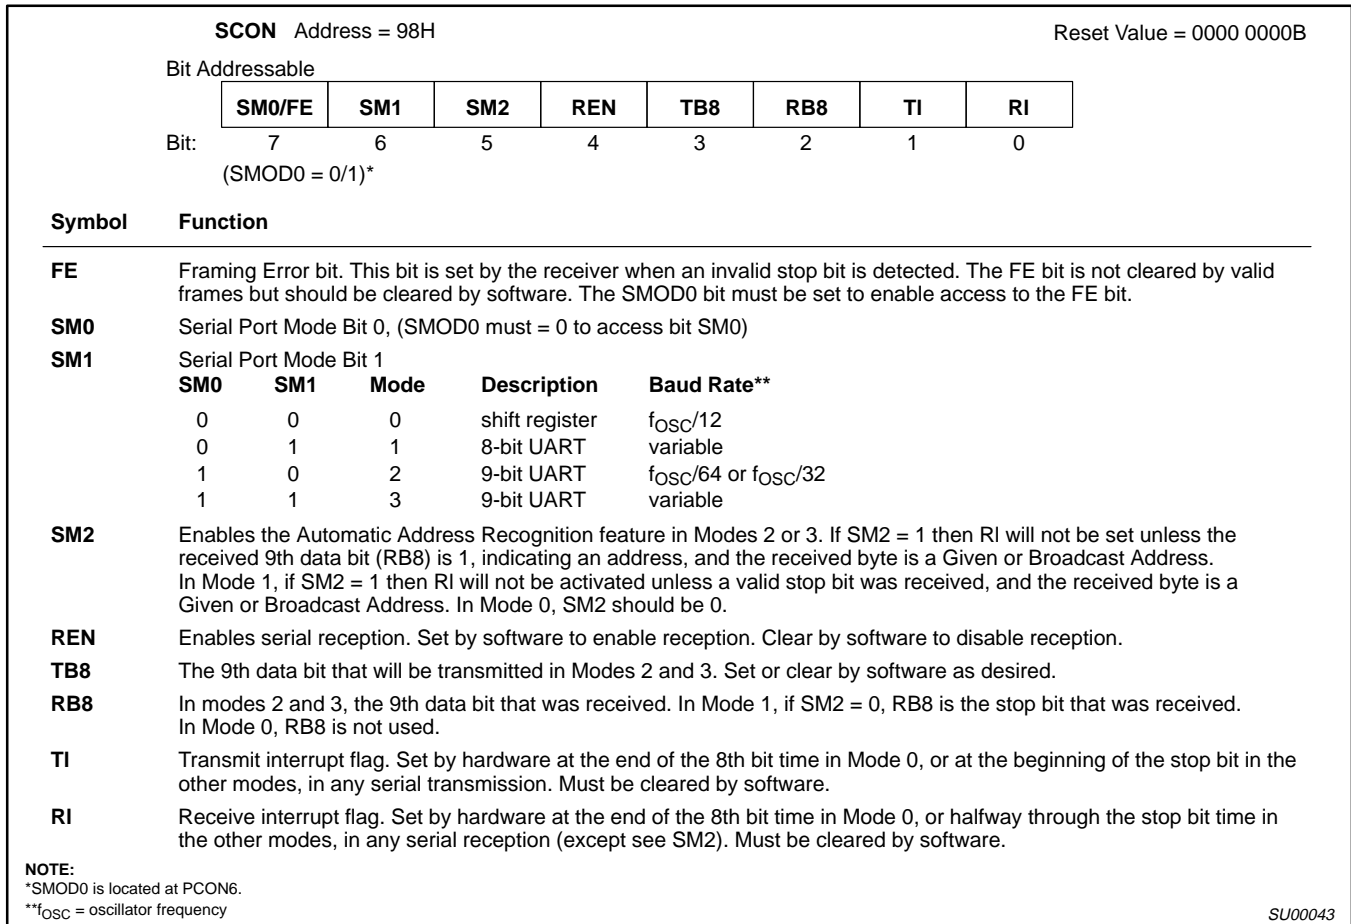 SCON Address = 98H Reset Value = 0000 0000B
Bit Addressable
SM0/FE SM1 SM2 REN TB8 RB8 TI RI
Bit: 7 6 5 4 3 2 1 0
(SMOD0 = 0/1)*
Symbol Function
FE Framing Error bit. This bit is set by the receiver when an invalid stop bit is detected. The FE bit is not cleared by valid
frames but should be cleared by software. The SMOD0 bit must be set to enable access to the FE bit.
SM0 Serial Port Mode Bit 0, (SMOD0 must = 0 to access bit SM0)
SM1 Serial Port Mode Bit 1
SM0 SM1 Mode Description Baud Rate**
0 0 0 shift register fOSC/12
0 1 1 8-bit UART variable
1 0 2 9-bit UART fOSC/64 or fOSC/32
1 1 3 9-bit UART variable
SM2 Enables the Automatic Address Recognition feature in Modes 2 or 3. If SM2 = 1 then RI will not be set unless the
received 9th data bit (RB8) is 1, indicating an address, and the received byte is a Given or Broadcast Address.
In Mode 1, if SM2 = 1 then RI will not be activated unless a valid stop bit was received, and the received byte is a
Given or Broadcast Address. In Mode 0, SM2 should be 0.
REN Enables serial reception. Set by software to enable reception. Clear by software to disable reception.
TB8 The 9th data bit that will be transmitted in Modes 2 and 3. Set or clear by software as desired.
RB8 In modes 2 and 3, the 9th data bit that was received. In Mode 1, if SM2 = 0, RB8 is the stop bit that was received.
In Mode 0, RB8 is not used.
TI Transmit interrupt flag. Set by hardware at the end of the 8th bit time in Mode 0, or at the beginning of the stop bit in the
other modes, in any serial transmission. Must be cleared by software.
RI Receive interrupt flag. Set by hardware at the end of the 8th bit time in Mode 0, or halfway through the stop bit time in
the other modes, in any serial reception (except see SM2). Must be cleared by software.
NOTE:
*SMOD0 is located at PCON6.
**fOSC = oscillator frequency
SU00043